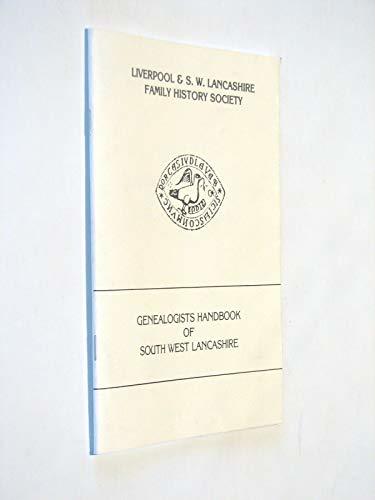 LIVERPOOL & S. W. LANCASHIRE
FAMILY HISTORY SOCIETY
GENEALOGISTS HANDBOOK
OF
SOUTH WEST LANCASHIRE